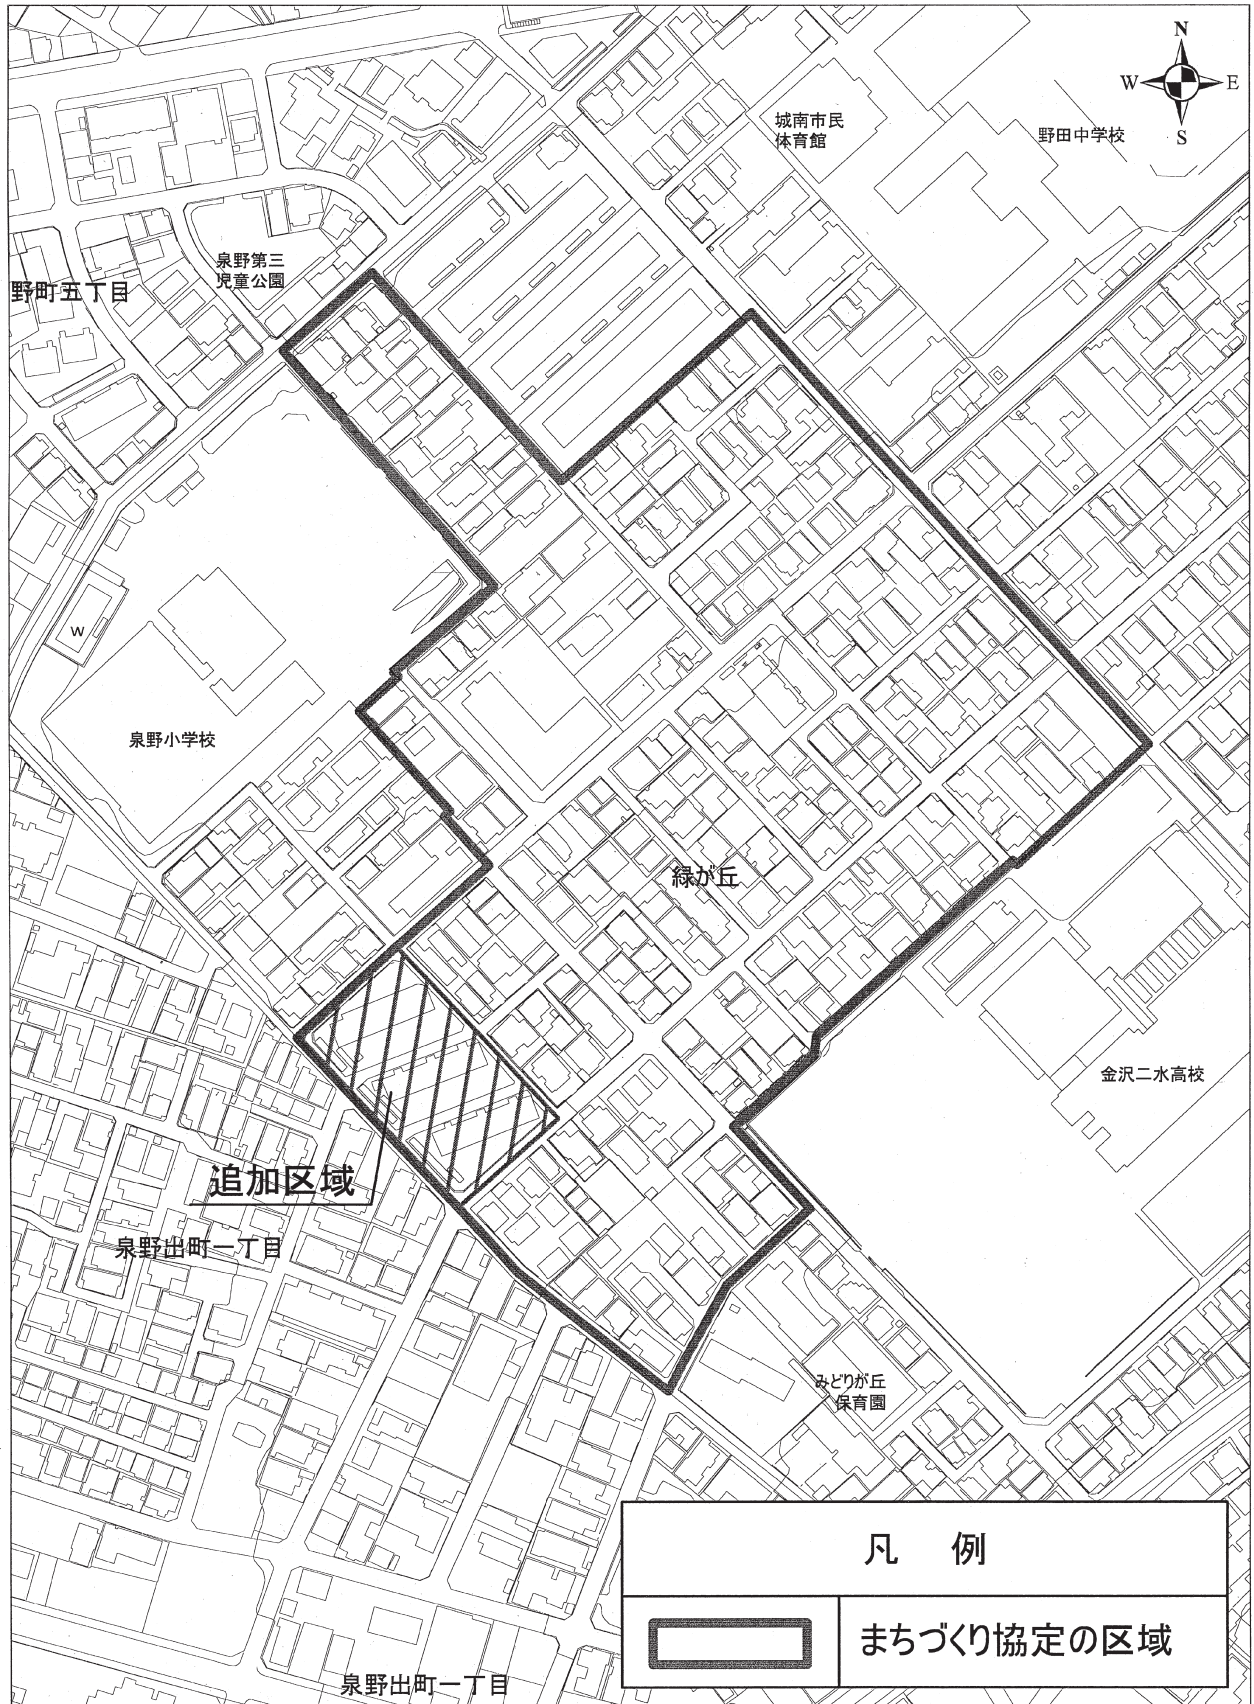 N
W E
S
城南市民
体育館
野田中学校
泉野第三
児童公園
野町五丁目
W
泉野小学校
緑が丘
金沢二水高校
追加区域
泉野出町一丁目
みどりが丘
保育園
凡 例
まちづくり協定の区域
泉野出町一丁目